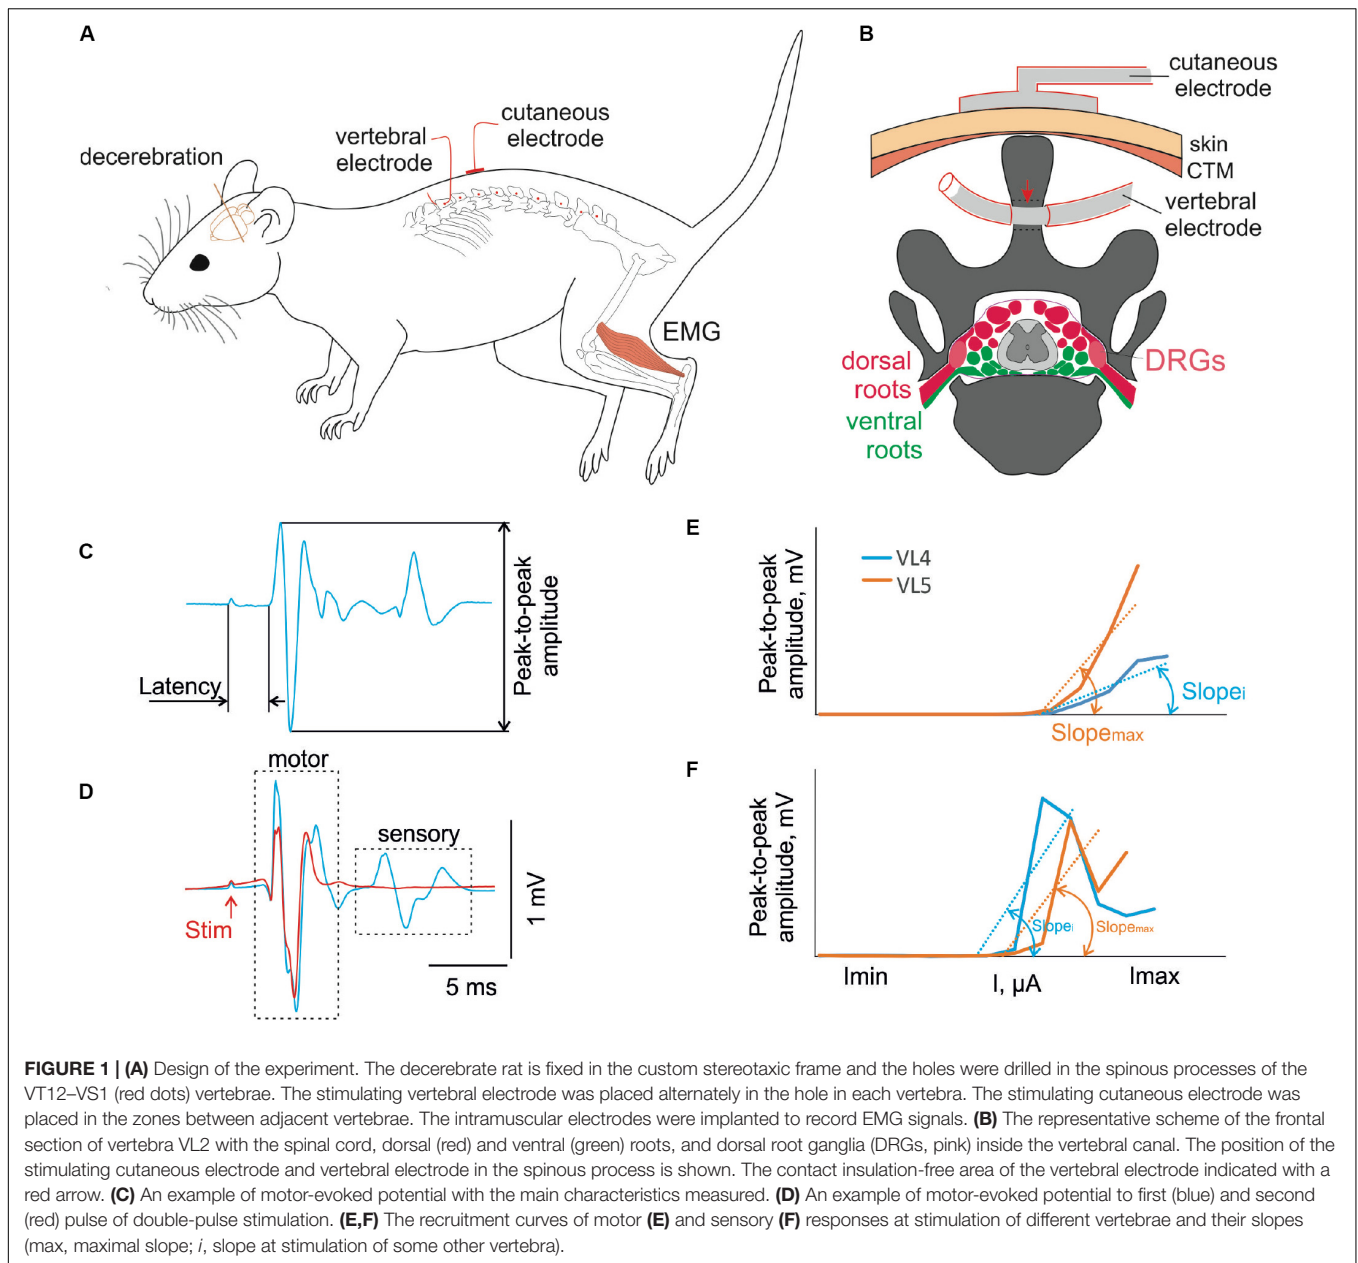 A
decerebration
vertebral
electrode
cutaneous
electrode
EMG
B
cutaneous
electrode
skin
CTM
vertebral
electrode
dorsal
roots
DRGs
ventral
roots
C
Latency
Peak-to-peak
amplitude
D
motor
sensory
Stim
1 mV
5 ms
E
Peak-to-peak
amplitude, mV
VL4
VL5
Slopei
Slopemax
F
Peak-to-peak
amplitude, mV
Slopei
Slopemax
Imin
I, µA
Imax
FIGURE 1 | (A) Design of the experiment. The decerebrate rat is fixed in the custom stereotaxic frame and the holes were drilled in the spinous processes of the
VT12–VS1 (red dots) vertebrae. The stimulating vertebral electrode was placed alternately in the hole in each vertebra. The stimulating cutaneous electrode was
placed in the zones between adjacent vertebrae. The intramuscular electrodes were implanted to record EMG signals. (B) The representative scheme of the frontal
section of vertebra VL2 with the spinal cord, dorsal (red) and ventral (green) roots, and dorsal root ganglia (DRGs, pink) inside the vertebral canal. The position of the
stimulating cutaneous electrode and vertebral electrode in the spinous process is shown. The contact insulation-free area of the vertebral electrode indicated with a
red arrow. (C) An example of motor-evoked potential with the main characteristics measured. (D) An example of motor-evoked potential to first (blue) and second
(red) pulse of double-pulse stimulation. (E,F) The recruitment curves of motor (E) and sensory (F) responses at stimulation of different vertebrae and their slopes
(max, maximal slope; i, slope at stimulation of some other vertebra).